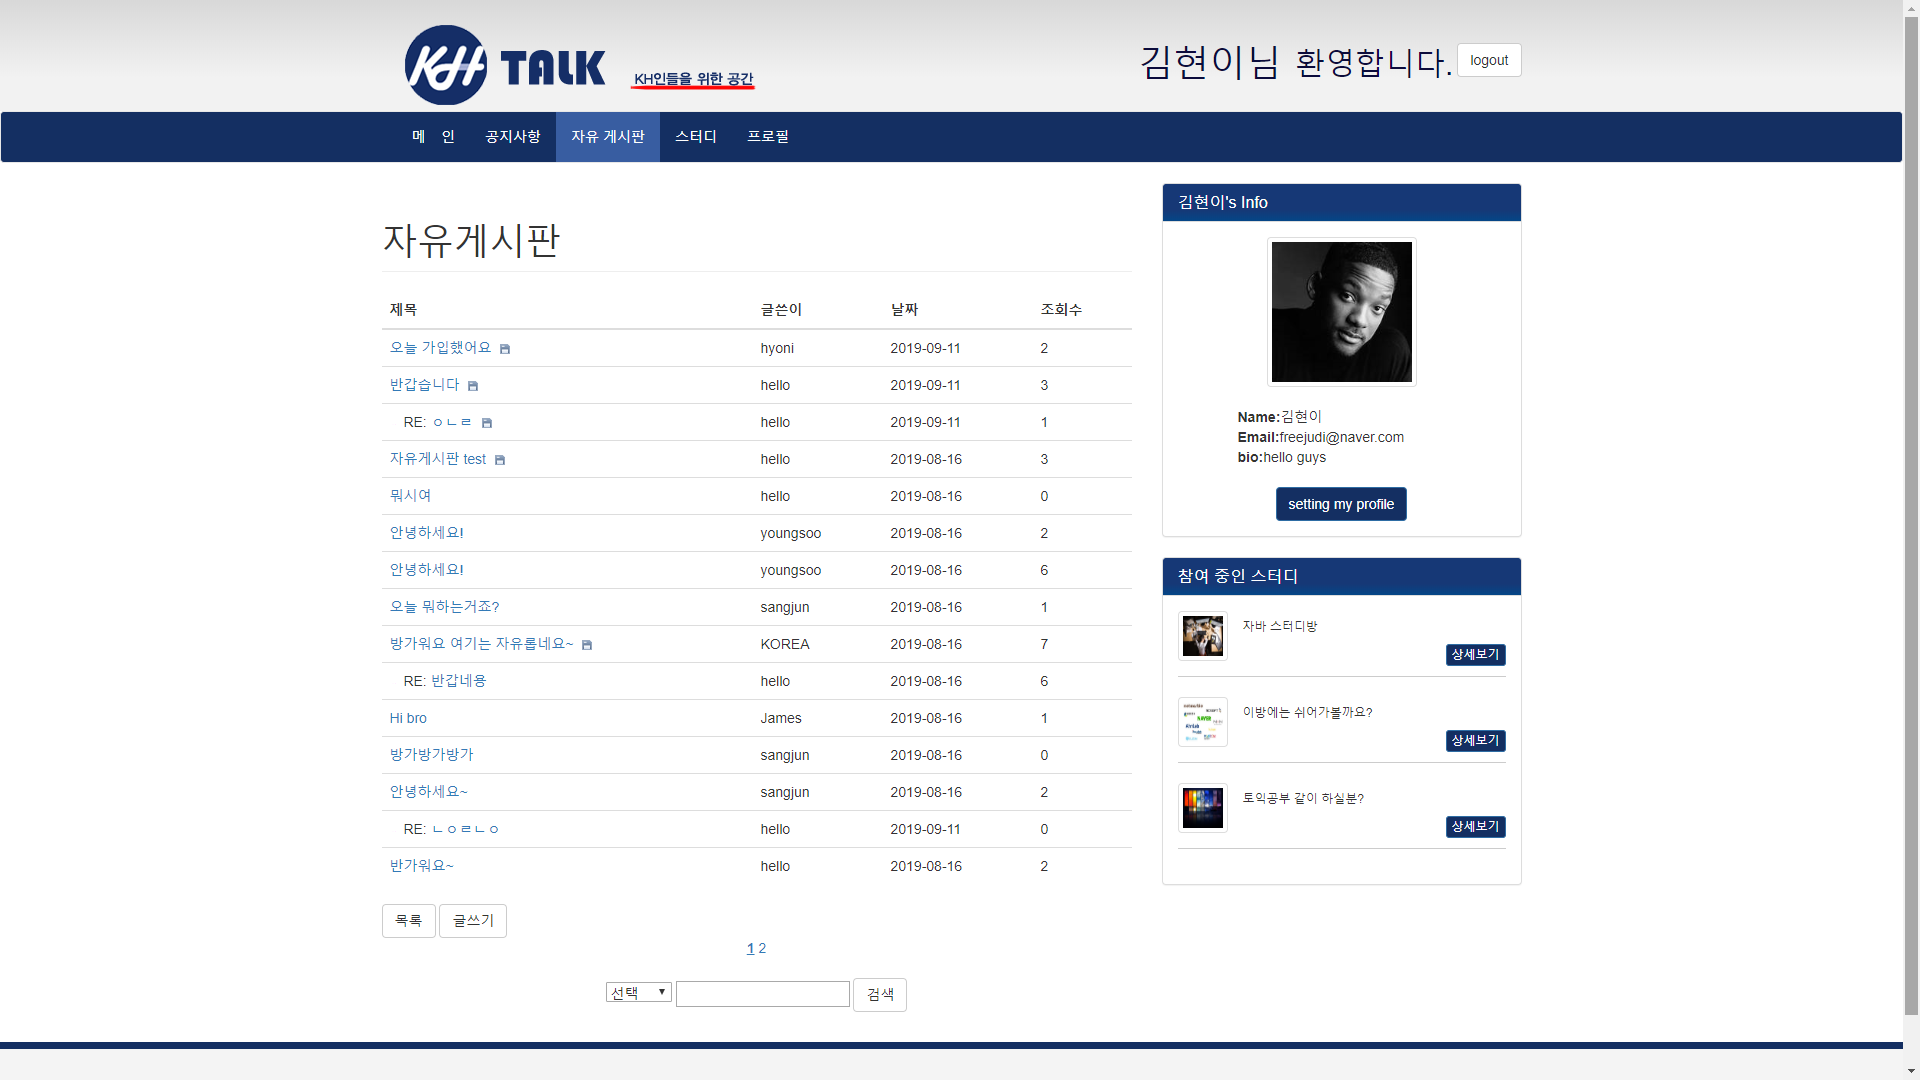 KH TALK KH인들을 위한 공간
김현이님 환영합니다. logout
메 인 공지사항 자유 게시판 스터디 프로필
자유게시판
제목 글쓴이 날짜 조회수
오늘 가입했어요 hyoni 2019-09-11 2
반갑습니다 hello 2019-09-11 3
RE: ㅇㄴㄹ hello 2019-09-11 1
자유게시판 test hello 2019-08-16 3
뭐시여 hello 2019-08-16 0
안녕하세요! youngsoo 2019-08-16 2
안녕하세요! youngsoo 2019-08-16 6
오늘 뭐하는거죠? sangjun 2019-08-16 1
방가워요 여기는 자유롭네요~ KOREA 2019-08-16 7
RE: 반갑네용 hello 2019-08-16 6
Hi bro James 2019-08-16 1
방가방가방가 sangjun 2019-08-16 0
안녕하세요~ sangjun 2019-08-16 2
RE: ㄴㅇㄹㄴㅇ hello 2019-09-11 0
반가워요~ hello 2019-08-16 2
목록 글쓰기
1 2
선택 검색
김현이's Info
Name:김현이
Email:freejudi@naver.com
bio:hello guys
setting my profile
참여 중인 스터디
자바 스터디방
상세보기
이방에는 쉬어가볼까요?
상세보기
토익공부 같이 하실분?
상세보기